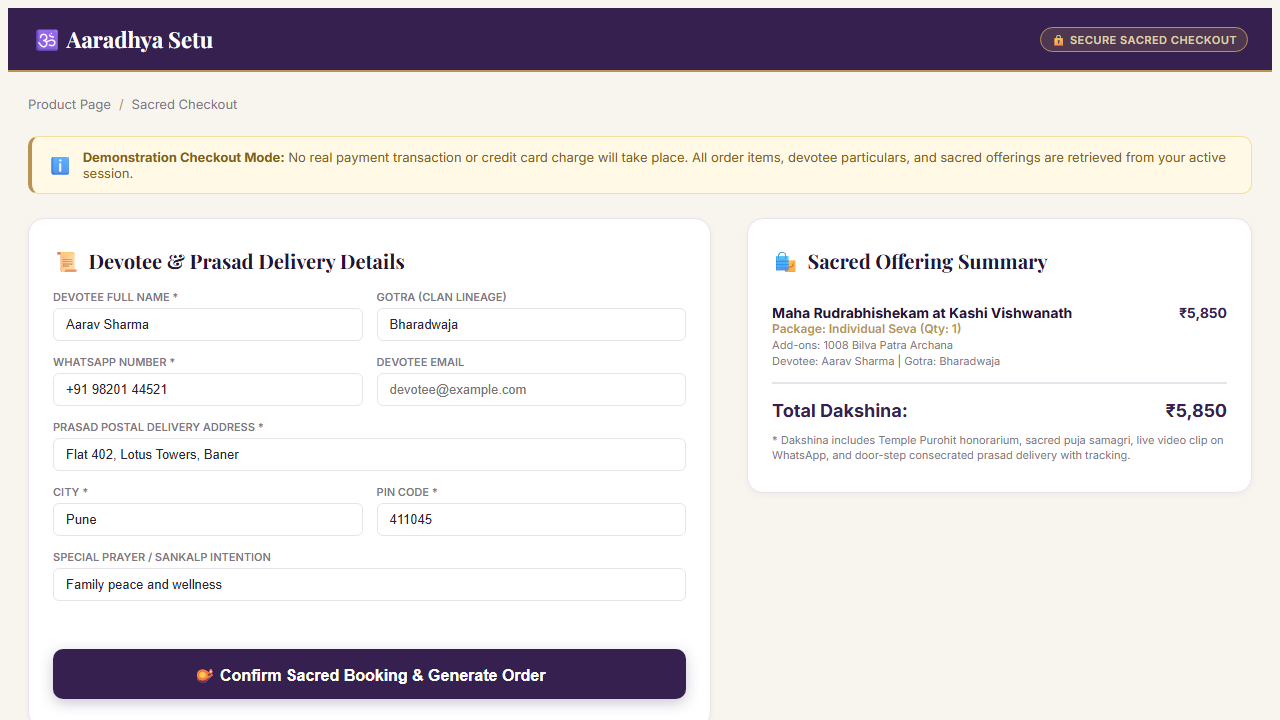 🕉️ Aaradhya Setu
🔒 SECURE SACRED CHECKOUT
Product Page / Sacred Checkout
ℹ️ Demonstration Checkout Mode: No real payment transaction or credit card charge will take place. All order items, devotee particulars, and sacred offerings are retrieved from your active
session.
📜 Devotee & Prasad Delivery Details
DEVOTEE FULL NAME *
Aarav Sharma
GOTRA (CLAN LINEAGE)
Bharadwaja
WHATSAPP NUMBER *
+91 98201 44521
DEVOTEE EMAIL
devotee@example.com
PRASAD POSTAL DELIVERY ADDRESS *
Flat 402, Lotus Towers, Baner
CITY *
Pune
PIN CODE *
411045
SPECIAL PRAYER / SANKALP INTENTION
Family peace and wellness
Confirm Sacred Booking & Generate Order
🛍️ Sacred Offering Summary
Maha Rudrabhishekam at Kashi Vishwanath ₹5,850
Package: Individual Seva (Qty: 1)
Add-ons: 1008 Bilva Patra Archana
Devotee: Aarav Sharma | Gotra: Bharadwaja
Total Dakshina: ₹5,850
* Dakshina includes Temple Purohit honorarium, sacred puja samagri, live video clip on
WhatsApp, and door-step consecrated prasad delivery with tracking.